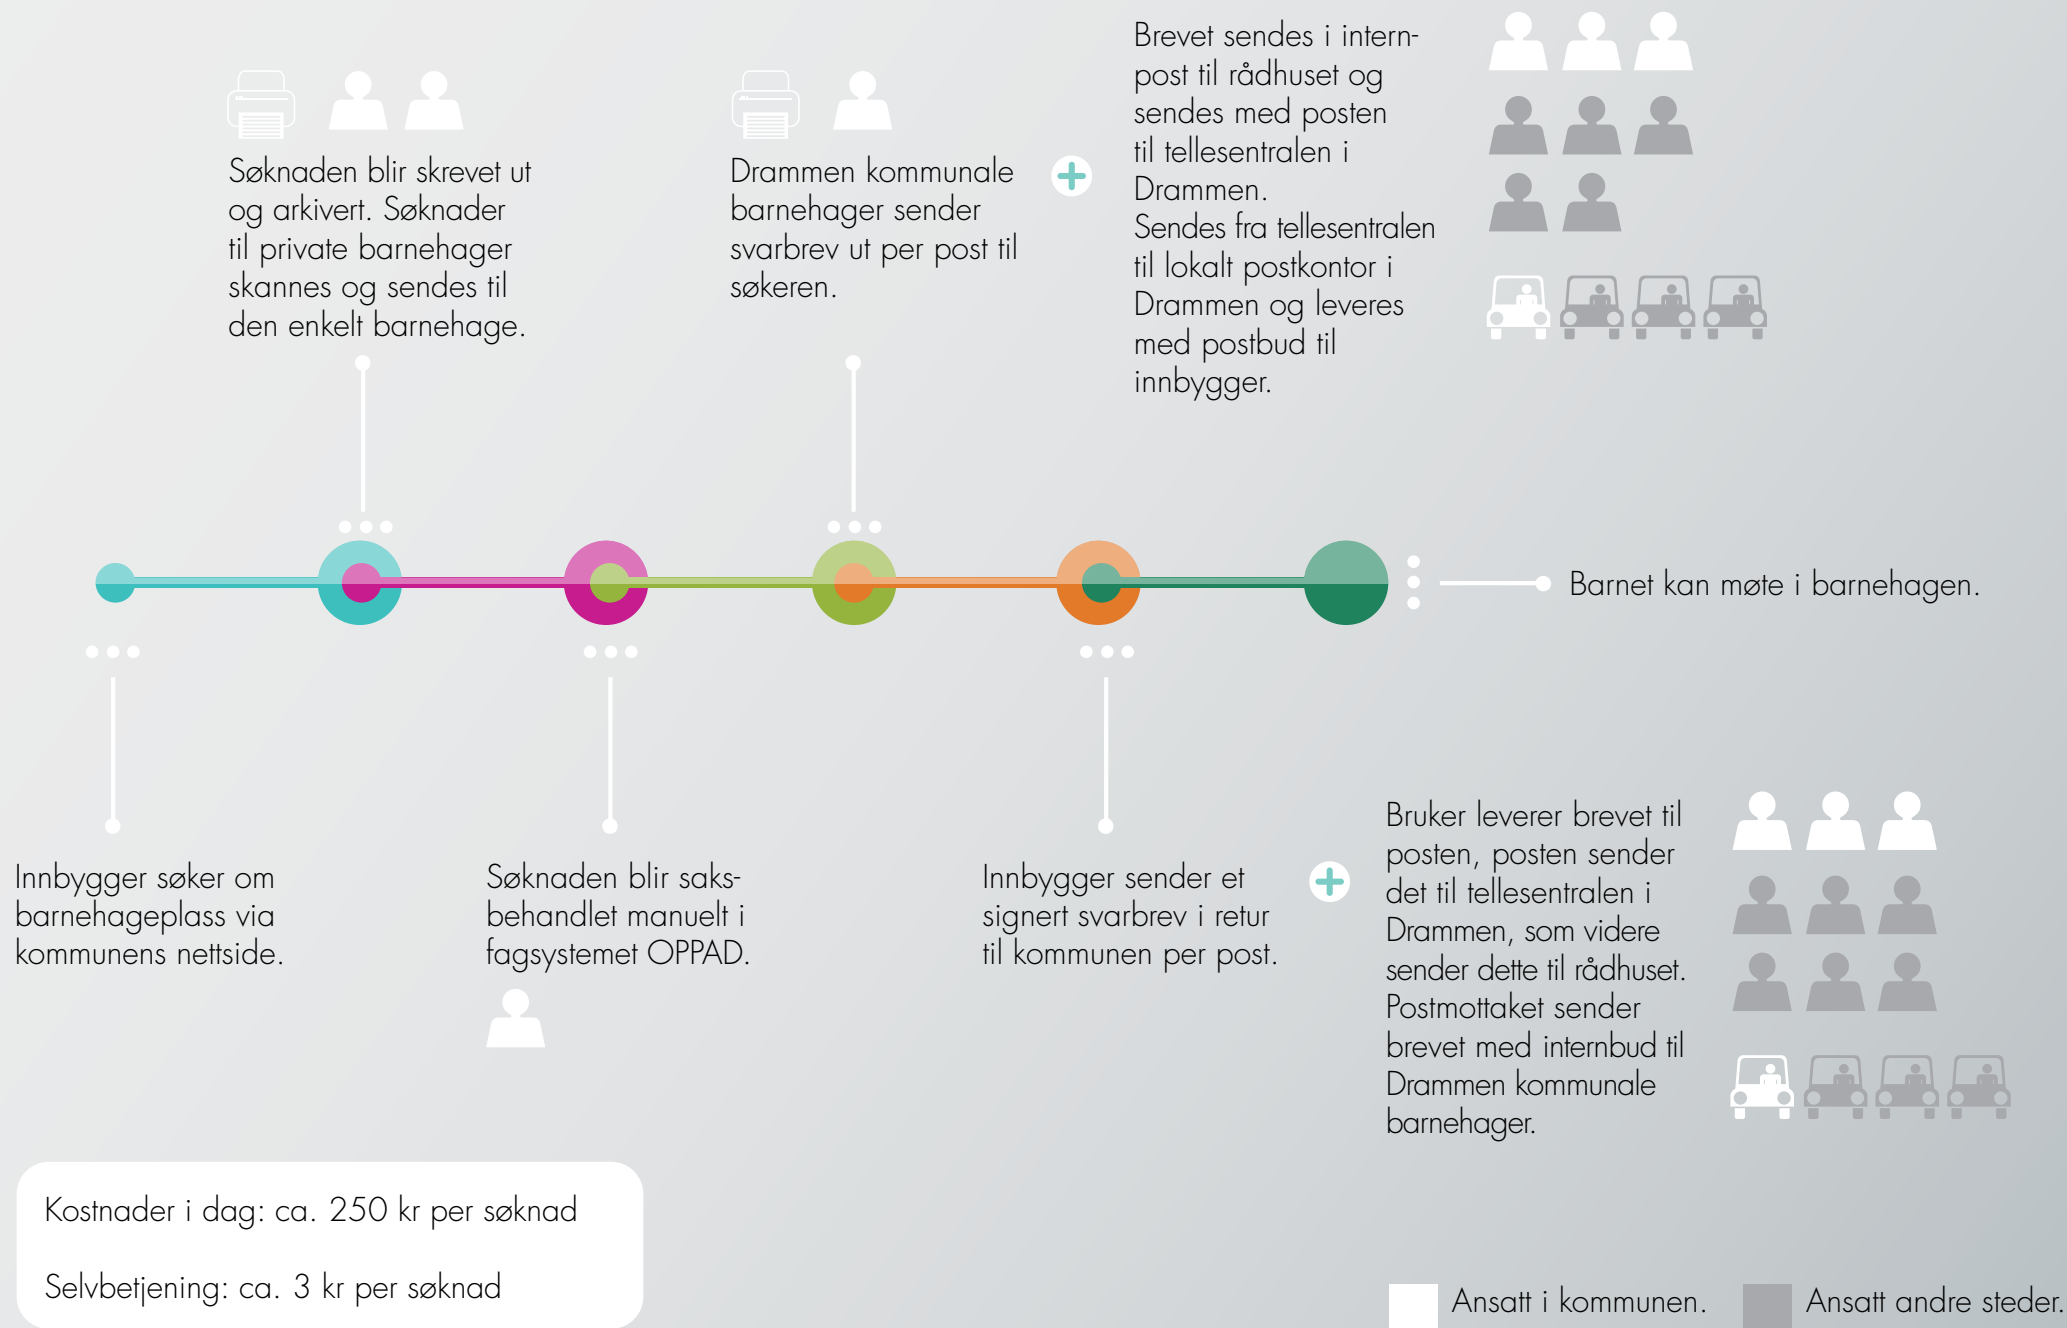 Søknaden blir skrevet ut
og arkivert. Søknader
til private barnehager
skannes og sendes til
den enkelt barnehage.
Drammen kommunale
barnehager sender
svarbrev ut per post til
søkeren.
Brevet sendes i intern-
post til rådhuset og
sendes med posten
til tellesentralen i
Drammen.
Sendes fra tellesentralen
til lokalt postkontor i
Drammen og leveres
med postbud til
innbygger.
Barnet kan møte i barnehagen.
Innbygger søker om
barnehageplass via
kommunens nettside.
Søknaden blir saks-
behandlet manuelt i
fagsystemet OPPAD.
Innbygger sender et
signert svarbrev i retur
til kommunen per post.
Bruker leverer brevet til
posten, posten sender
det til tellesentralen i
Drammen, som videre
sender dette til rådhuset.
Postmottaket sender
brevet med internbud til
Drammen kommunale
barnehager.
Kostnader i dag: ca. 250 kr per søknad
Selvbetjening: ca. 3 kr per søknad
Ansatt i kommunen.
Ansatt andre steder.